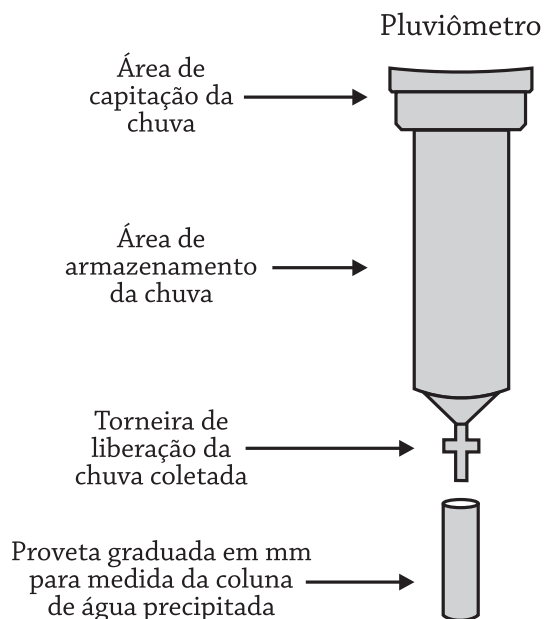 Pluviômetro
Área de
capitação da
chuva
Área de
armazenamento
da chuva
Torneira de
liberação da
chuva coletada
Proveta graduada em mm
para medida da coluna
de água precipitada